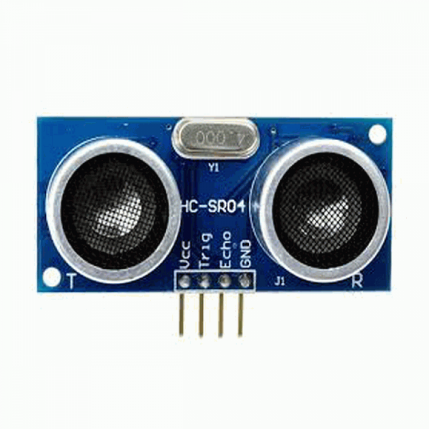 4.000
Y1
HC-SR04
Vcc
Trig
Echo
GND
T
J1
R